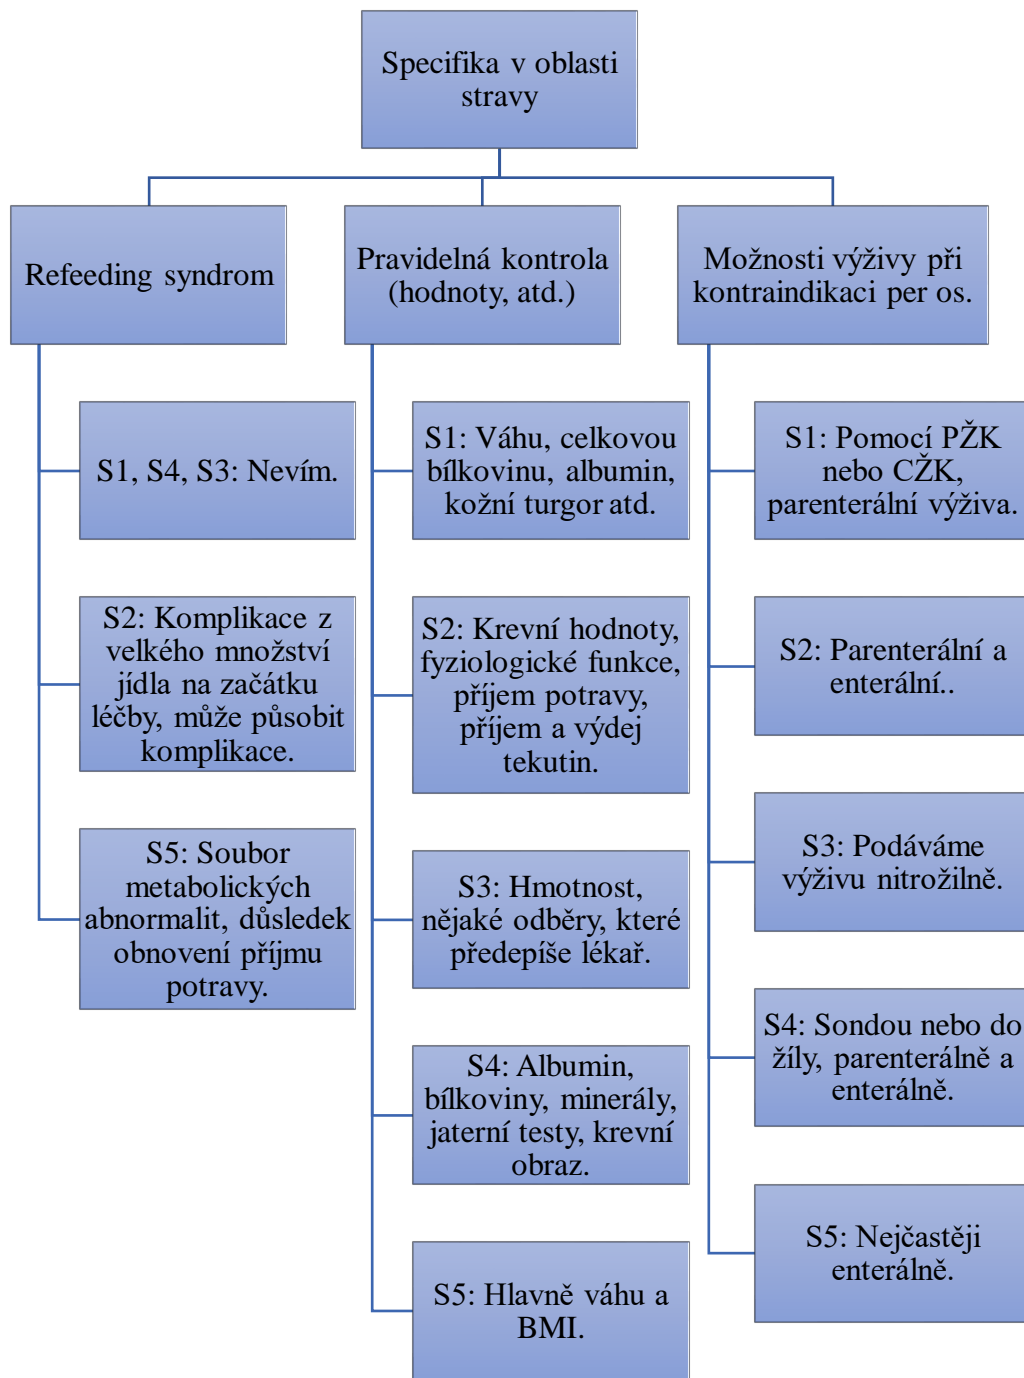 Specifika v oblasti
stravy
Refeeding syndrom
S1, S4, S3: Nevím.
S2: Komplikace z
velkého množství
jídla na začátku
léčby, může působit
komplikace.
S5: Soubor
metabolických
abnormalit, důsledek
obnovení příjmu
potravy.
Pravidelná kontrola
(hodnoty, atd.)
S1: Váhu, celkovou
bílkovinu, albumin,
kožní turgor atd.
S2: Krevní hodnoty,
fyziologické funkce,
příjem potravy,
příjem a výdej
tekutin.
S3: Hmotnost,
nějaké odběry, které
předepíše lékař.
S4: Albumin,
bílkoviny, minerály,
jaterní testy, krevní
obraz.
S5: Hlavně váhu a
BMI.
Možnosti výživy při
kontraindikaci per os.
S1: Pomocí PŽK
nebo CŽK,
parenterální výživa.
S2: Parenterální a
enterální..
S3: Podáváme
výživu nitrožilně.
S4: Sondou nebo do
žíly, parenterálně a
enterálně.
S5: Nejčastěji
enterálně.